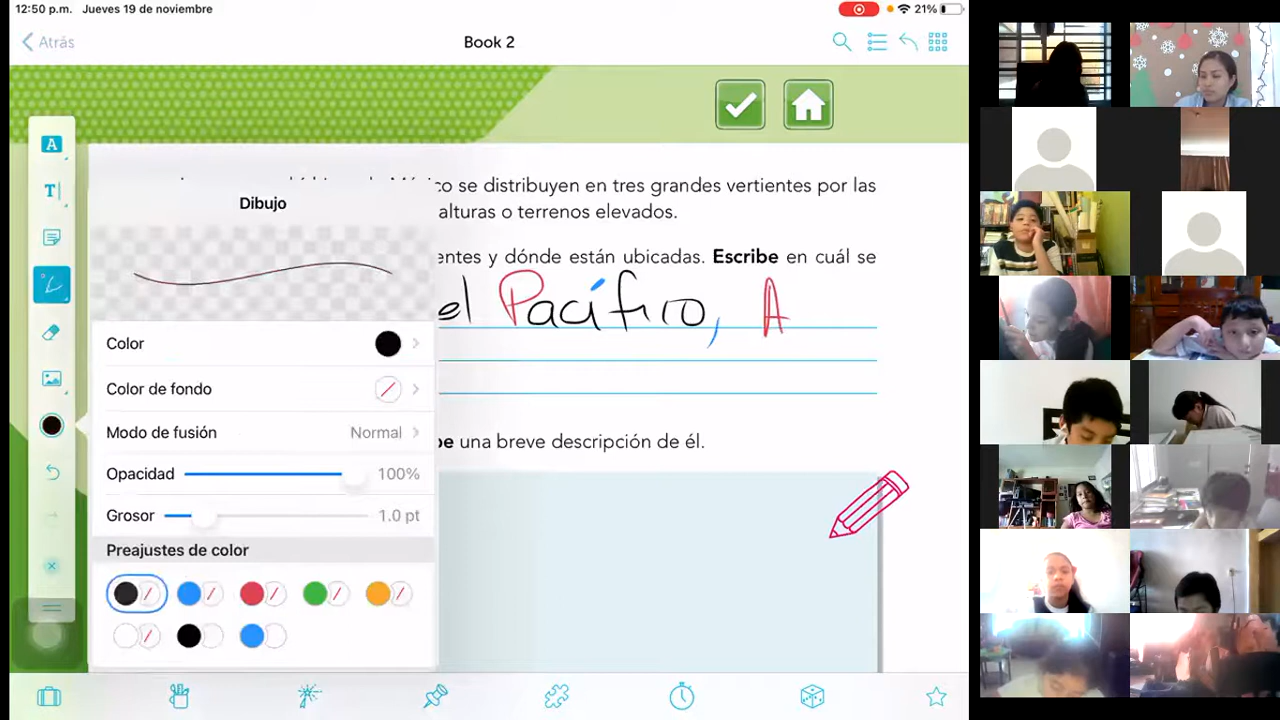 12:50 p.m. Jueves 19 de noviembre
21%
Atrás
Book 2
A
T
Dibujo
se distribuyen en tres grandes vertientes por las
alturas o terrenos elevados.
entes y dónde están ubicadas. Escribe en cuál se
el Pacífico, A
Color
Color de fondo
Modo de fusión Normal
Opacidad 100%
Grosor 1.0 pt
una breve descripción de él.
Preajustes de color